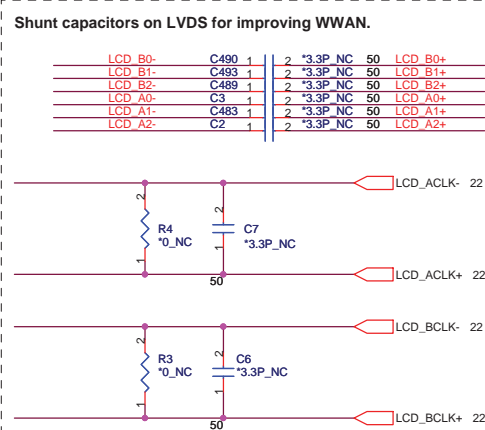 Shunt capacitors on LVDS for improving WWAN.
LCD_B0- C490 1 2 *3.3P_NC 50 LCD_B0+
LCD_B1- C493 1 2 *3.3P_NC 50 LCD_B1+
LCD_B2- C489 1 2 *3.3P_NC 50 LCD_B2+
LCD_A0- C3 1 2 *3.3P_NC 50 LCD_A0+
LCD_A1- C483 1 2 *3.3P_NC 50 LCD_A1+
LCD_A2- C2 1 2 *3.3P_NC 50 LCD_A2+
LCD_ACLK- 22
2 2
R4 C7
*0_NC *3.3P_NC
1 1
50
LCD_ACLK+ 22
LCD_BCLK- 22
2 2
R3 C6
*0_NC *3.3P_NC
1 1
50
LCD_BCLK+ 22